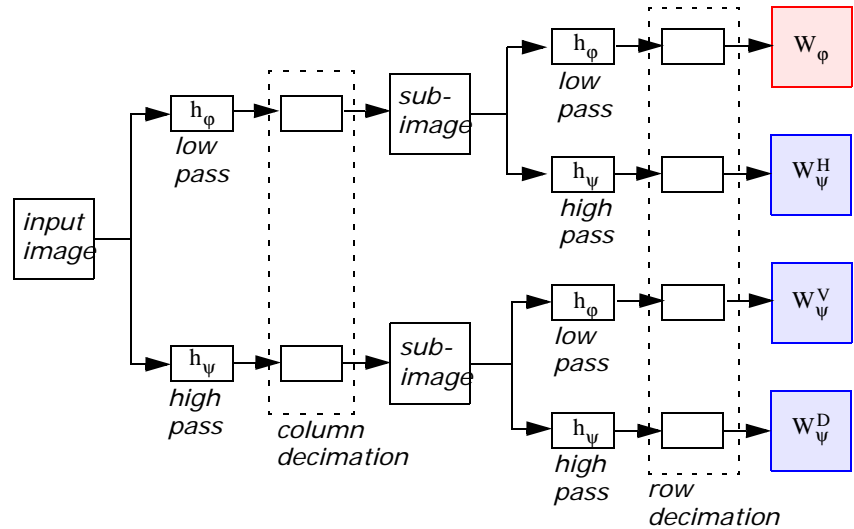 input
image
h_φ
low
pass
h_ψ
high
pass
column
decimation
sub-
image
sub-
image
h_φ
low
pass
h_ψ
high
pass
h_φ
low
pass
h_ψ
high
pass
row
decimation
W_φ
W_ψ^H
W_ψ^V
W_ψ^D